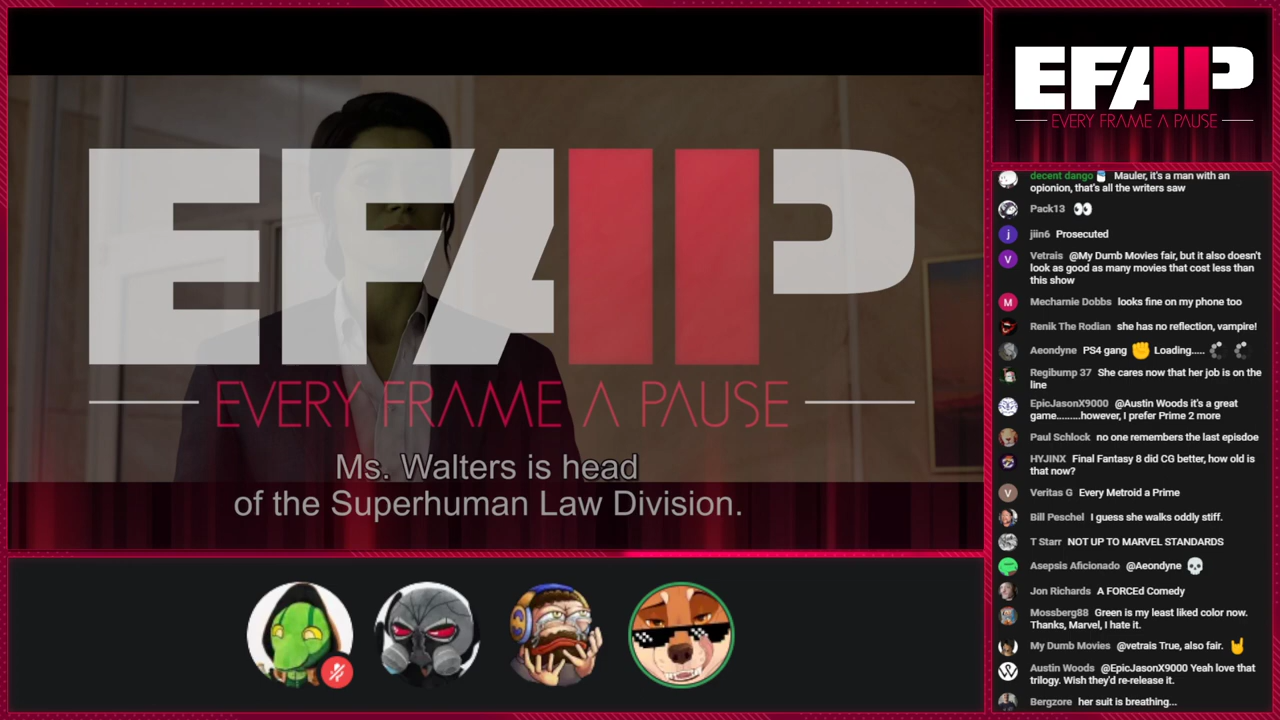 EFAP
EVERY FRAME A PAUSE
Ms. Walters is head
of the Superhuman Law Division.
EFAP
EVERY FRAME A PAUSE
decent dango Mauler, it's a man with an
opionion, that's all the writers saw
Pack13
jiin6 Prosecuted
Vetrais @My Dumb Movies fair, but it also doesn't
look as good as many movies that cost less than
this show
Mecharnie Dobbs looks fine on my phone too
Renik The Rodian she has no reflection, vampire!
Aeondyne PS4 gang ✊ Loading.....
Regibump 37 She cares now that her job is on the
line
EpicJasonX9000 @Austin Woods it's a great
game.........however, I prefer Prime 2 more
Paul Schlock no one remembers the last epsidoe
HYJINX Final Fantasy 8 did CG better, how old is
that now?
Veritas G Every Metroid a Prime
Bill Peschel I guess she walks oddly stiff.
T Starr NOT UP TO MARVEL STANDARDS
Asepsis Aficionado @Aeondyne 💀
Jon Richards A FORCEd Comedy
Mossberg88 Green is my least liked color now.
Thanks, Marvel, I hate it.
My Dumb Movies @vetrais True, also fair. 🤘
Austin Woods @EpicJasonX9000 Yeah love that
trilogy. Wish they'd re-release it.
Bergzore her suit is breathing...